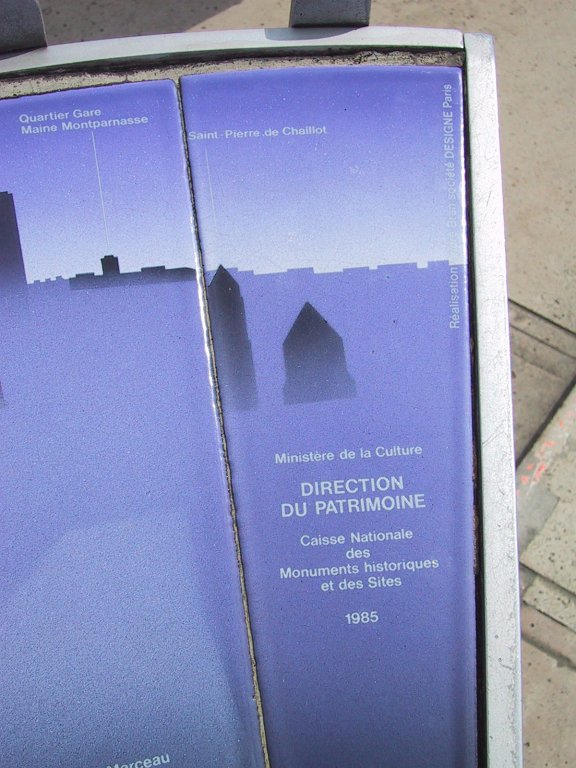 Quartier Gare
Maine Montparnasse
Saint-Pierre de Chaillot
Réalisation
société DESIGNE Paris
Ministère de la Culture
DIRECTION
DU PATRIMOINE
Caisse Nationale
des
Monuments historiques
et des Sites
1985
Marceau